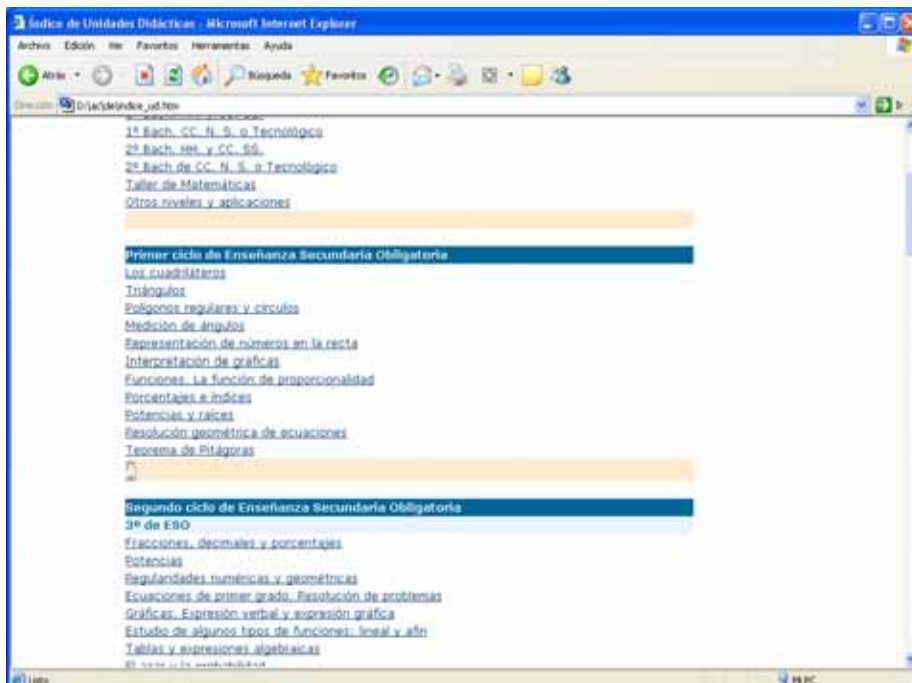 Índice de Unidades Didácticas - Microsoft Internet Explorer
Archivo Edición Ver Favoritos Herramientas Ayuda
Atrás Búsqueda Favoritos
Dirección
1º Bach. CC. N. S. o Tecnológico
2º Bach. HH. y CC. SS.
2º Bach de CC. N. S. o Tecnológico
Taller de Matemáticas
Otros niveles y aplicaciones
Primer ciclo de Enseñanza Secundaria Obligatoria
Los cuadriláteros
Triángulos
Polígonos regulares y círculos
Medición de ángulos
Representación de números en la recta
Interpretación de gráficas
Funciones. La función de proporcionalidad
Porcentajes e índices
Potencias y raíces
Resolución geométrica de ecuaciones
Teorema de Pitágoras
Segundo ciclo de Enseñanza Secundaria Obligatoria
3º de ESO
Fracciones, decimales y porcentajes
Potencias
Regularidades numéricas y geométricas
Ecuaciones de primer grado. Resolución de problemas
Gráficas. Expresión verbal y expresión gráfica
Estudio de algunos tipos de funciones: lineal y afín
Tablas y expresiones algebraicas
El azar y la probabilidad
Listo Mi PC